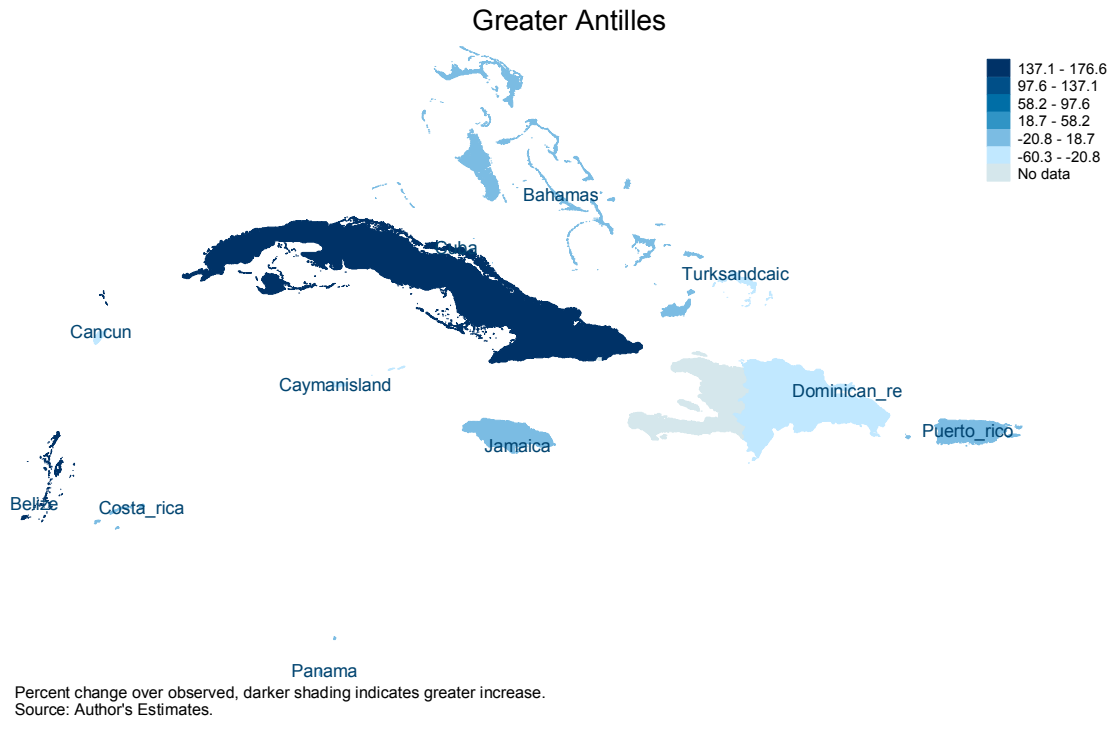 Greater Antilles
137.1 - 176.6
97.6 - 137.1
58.2 - 97.6
18.7 - 58.2
-20.8 - 18.7
-60.3 - -20.8
No data
Bahamas
Cuba
Turksandcaic
Cancun
Caymanisland
Dominican_re
Jamaica
Puerto_rico
Belize
Costa_rica
Panama
Percent change over observed, darker shading indicates greater increase.
Source: Author's Estimates.